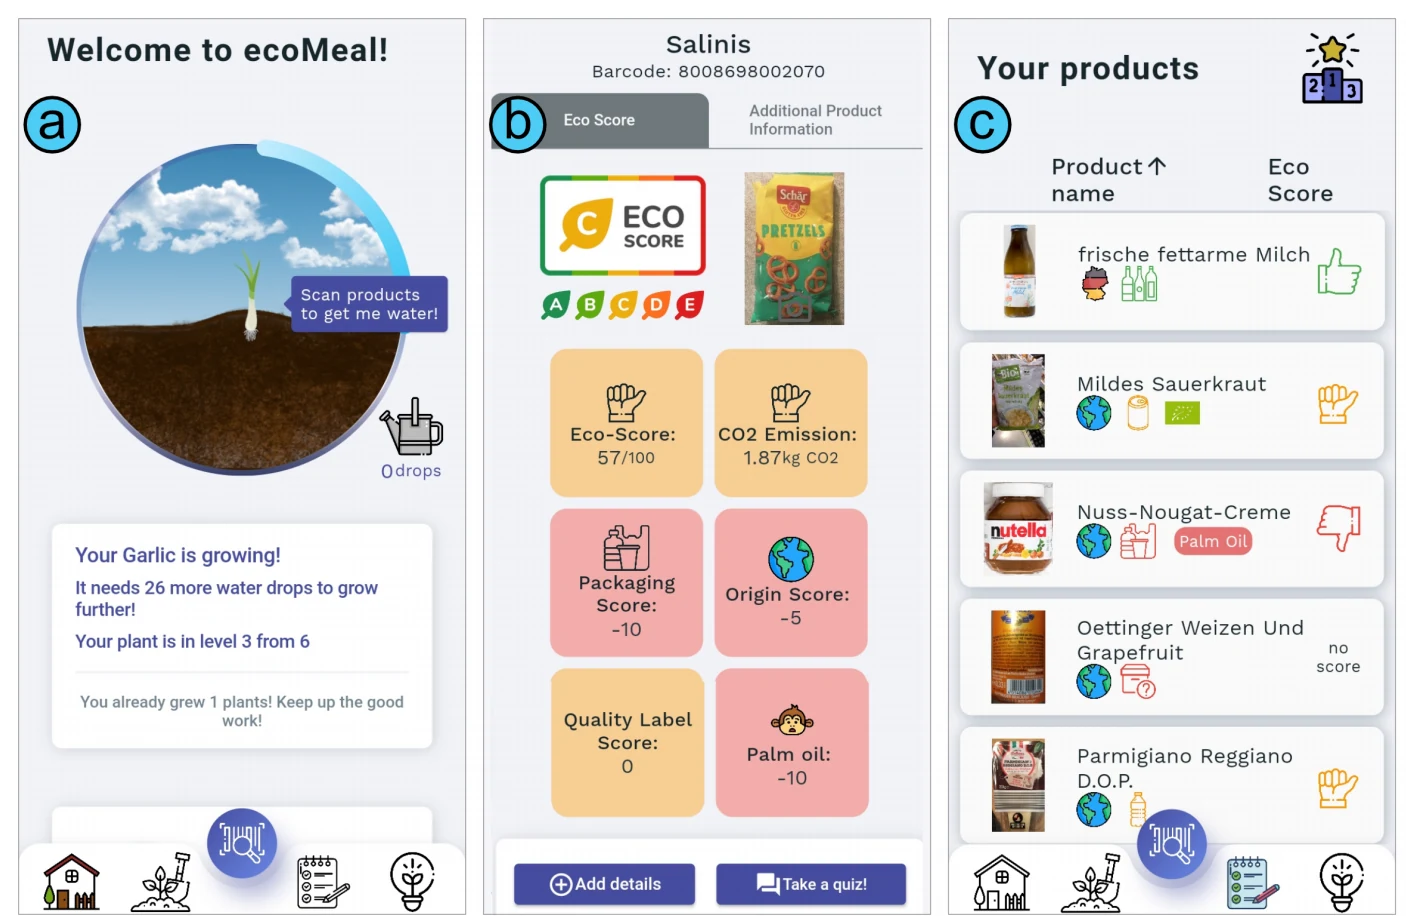 Welcome to ecoMeal!
a
Scan products
to get me water!
0 drops
Your Garlic is growing!
It needs 26 more water drops to grow
further!
Your plant is in level 3 from 6
You already grew 1 plants! Keep up the good
work!
Salinis
Barcode: 8008698002070
b
Eco Score
Additional Product
Information
C ECO
SCORE
A B C D E
Schär
PRETZELS
Eco-Score:
57/100
CO2 Emission:
1.87kg CO2
Packaging
Score:
-10
Origin Score:
-5
Quality Label
Score:
0
Palm oil:
-10
Add details
Take a quiz!
Your products
2 1 3
c
Product ↑
name
Eco
Score
frische fettarme Milch
Bio
Mildes Sauerkraut
nutella
Nuss-Nougat-Creme
Palm Oil
Oettinger Weizen Und
Grapefruit
no
score
Parmigiano Reggiano
D.O.P.